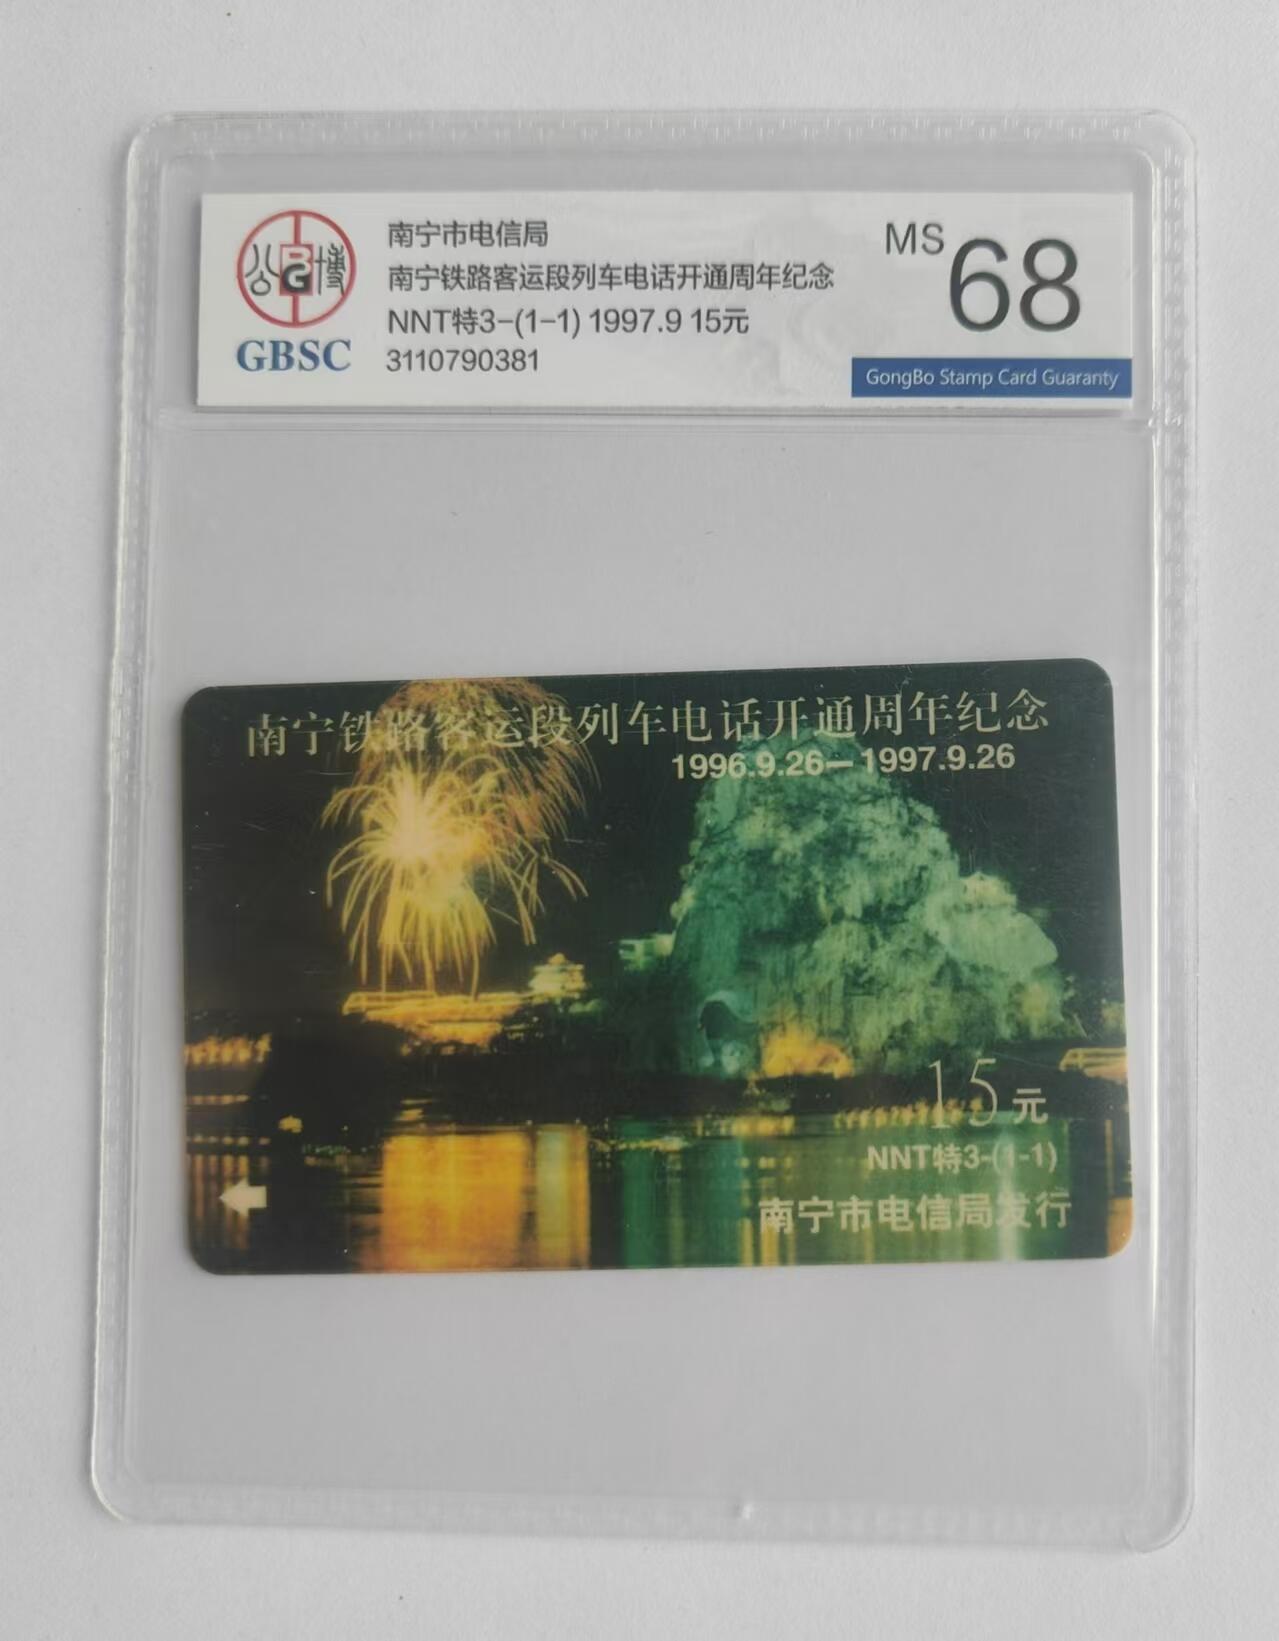 公博
BG
GBSC
南宁市电信局
南宁铁路客运段列车电话开通周年纪念
NNT特3-(1-1) 1997.9 15元
3110790381
MS 68
GongBo Stamp Card Guaranty
南宁铁路客运段列车电话开通周年纪念
1996.9.26—1997.9.26
15元
NNT特3-(1-1)
南宁市电信局发行